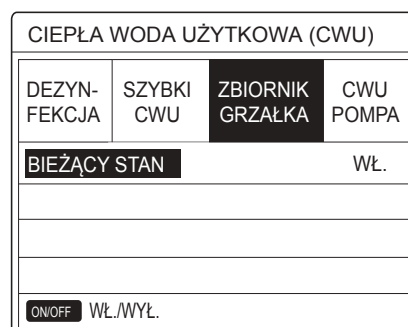 CIEPŁA WODA UŻYTKOWA (CWU)
DEZYN-
FEKCJA
SZYBKI
CWU
ZBIORNIK
GRZAŁKA
CWU
POMPA
BIEŻĄCY STAN WŁ.
ON/OFF WŁ./WYŁ.